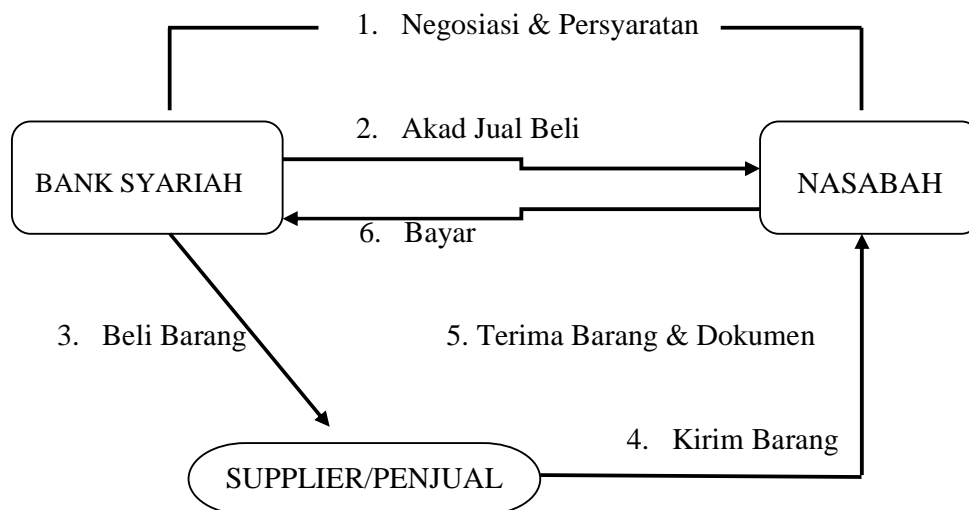 1. Negosiasi & Persyaratan
2. Akad Jual Beli
BANK SYARIAH
NASABAH
6. Bayar
3. Beli Barang
5. Terima Barang & Dokumen
4. Kirim Barang
SUPPLIER/PENJUAL